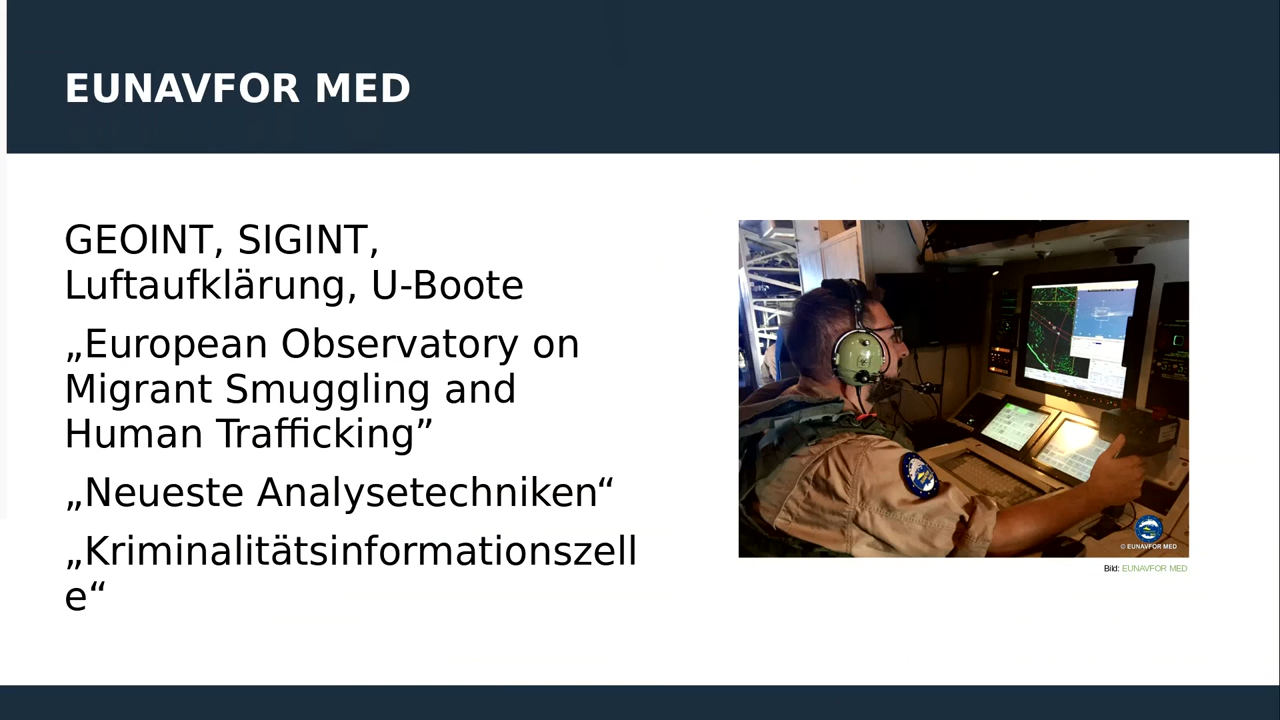 EUNAVFOR MED
GEOINT, SIGINT,
Luftaufklärung, U-Boote
„European Observatory on
Migrant Smuggling and
Human Trafficking”
„Neueste Analysetechniken“
„Kriminalitätsinformationszell
e“
© EUNAVFOR MED
Bild: EUNAVFOR MED